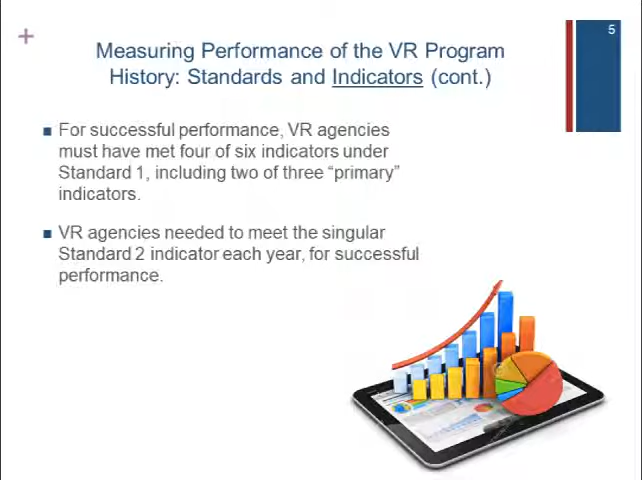 +
5
Measuring Performance of the VR Program
History: Standards and Indicators (cont.)
■ For successful performance, VR agencies
must have met four of six indicators under
Standard 1, including two of three “primary”
indicators.
■ VR agencies needed to meet the singular
Standard 2 indicator each year, for successful
performance.